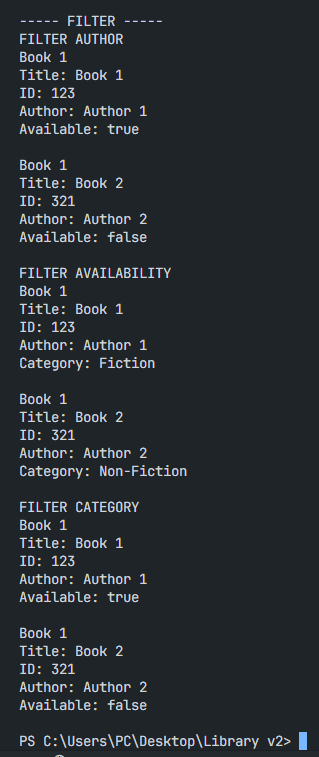 ----- FILTER -----
FILTER AUTHOR
Book 1
Title: Book 1
ID: 123
Author: Author 1
Available: true
Book 1
Title: Book 2
ID: 321
Author: Author 2
Available: false
FILTER AVAILABILITY
Book 1
Title: Book 1
ID: 123
Author: Author 1
Category: Fiction
Book 1
Title: Book 2
ID: 321
Author: Author 2
Category: Non-Fiction
FILTER CATEGORY
Book 1
Title: Book 1
ID: 123
Author: Author 1
Available: true
Book 1
Title: Book 2
ID: 321
Author: Author 2
Available: false
PS C:\Users\PC\Desktop\Library v2>